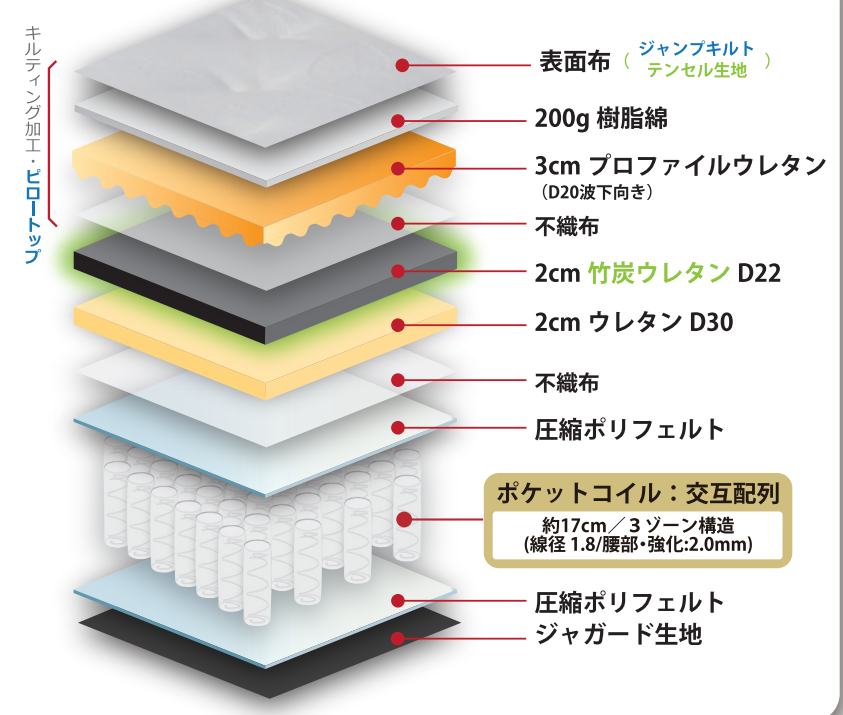 キルティング加工・ピロートップ
表面布（ジャンプキルト
テンセル生地）
200g 樹脂綿
3cm プロファイルウレタン
（D20波下向き）
不織布
2cm 竹炭ウレタン D22
2cm ウレタン D30
不織布
圧縮ポリフェルト
ポケットコイル：交互配列
約17cm／３ゾーン構造
(線径 1.8/腰部・強化:2.0mm)
圧縮ポリフェルト
ジャガード生地